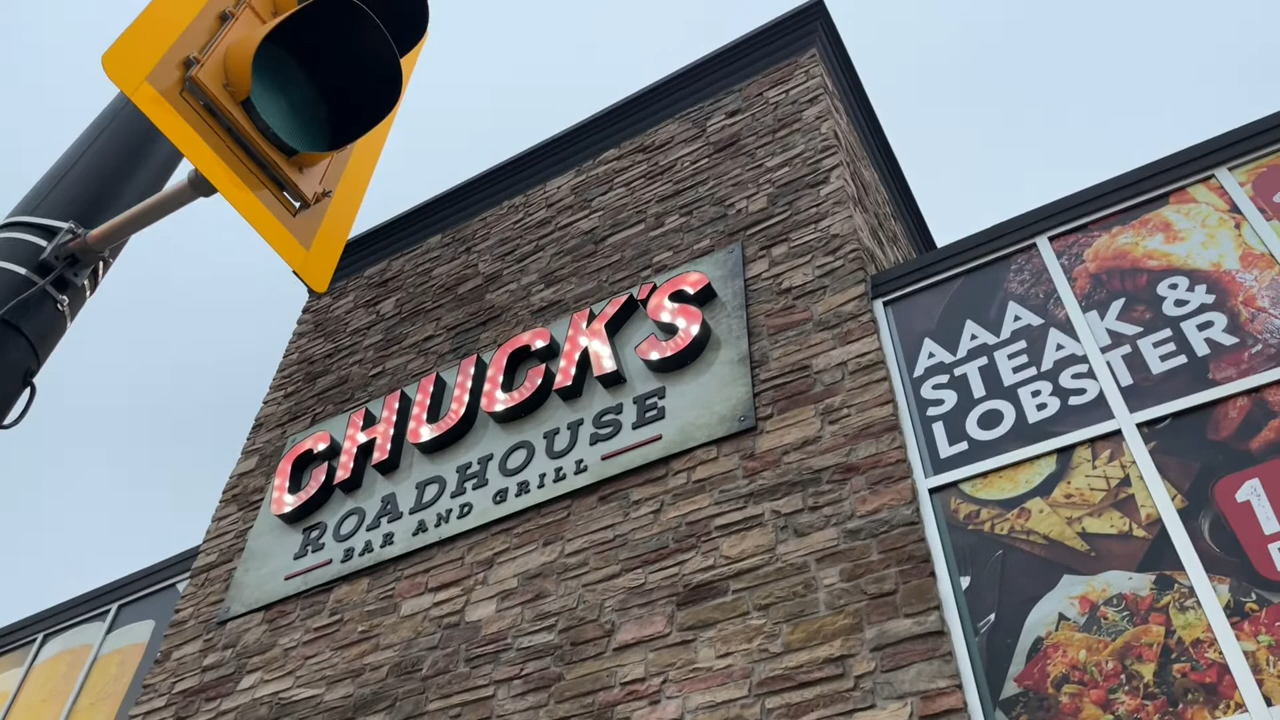 CHUCK'S
ROADHOUSE
BAR AND GRILL
AAA
STEAK &
LOBSTER